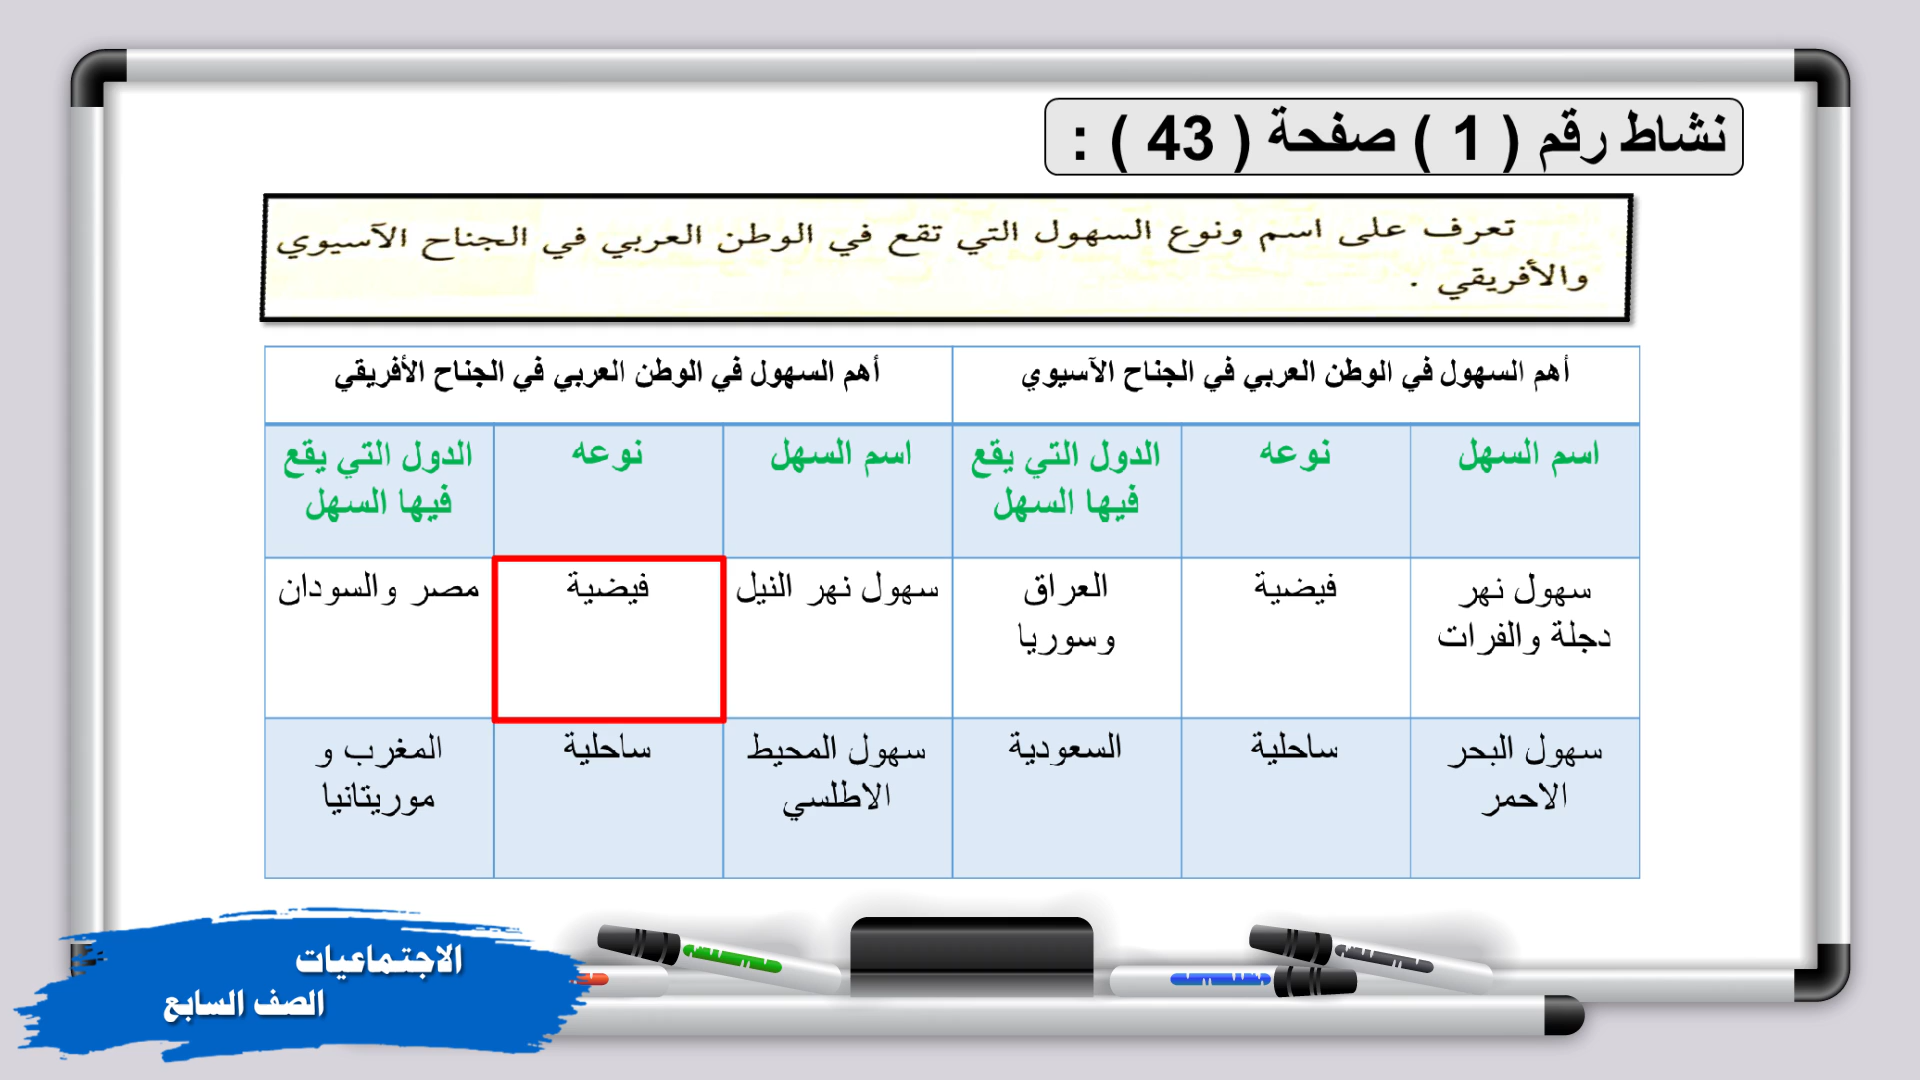 نشاط رقم ( 1 ) صفحة ( 43 ) :
تعرف على اسم ونوع السهول التي تقع في الوطن العربي في الجناح الآسيوي
والأفريقي .
أهم السهول في الوطن العربي في الجناح الآسيوي
أهم السهول في الوطن العربي في الجناح الأفريقي
اسم السهل
نوعه
الدول التي يقع
فيها السهل
اسم السهل
نوعه
الدول التي يقع
فيها السهل
سهول نهر
دجلة والفرات
فيضية
العراق
وسوريا
سهول نهر النيل
فيضية
مصر والسودان
سهول البحر
الاحمر
ساحلية
السعودية
سهول المحيط
الاطلسي
ساحلية
المغرب و
موريتانيا
الاجتماعيات
الصف السابع